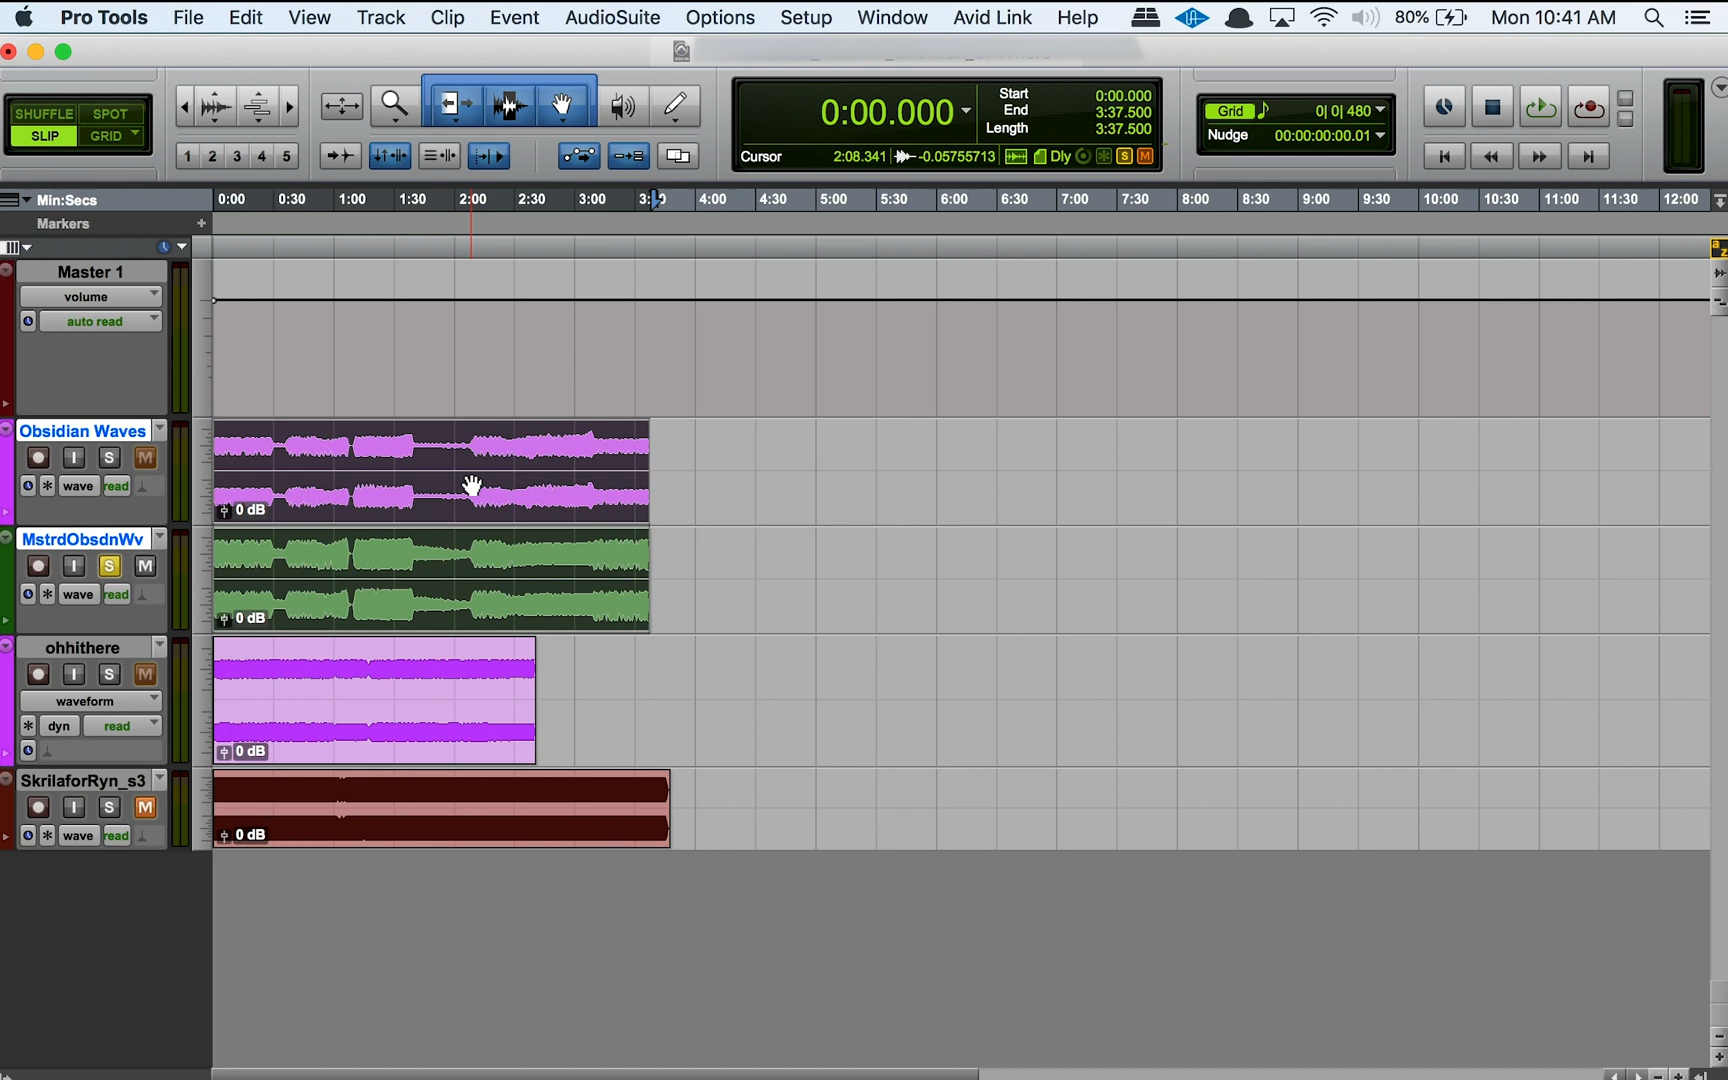 Pro Tools File Edit View Track Clip Event AudioSuite Options Setup Window Avid Link Help 80% Mon 10:41 AM
SHUFFLE SPOT
SLIP GRID
1 2 3 4 5
0:00.000
Start 0:00.000
End 3:37.500
Length 3:37.500
Cursor 2:08.341 -0.05755713 Dly S M
Grid 0| 0| 480
Nudge 00:00:00:00.01
Min:Secs 0:00 0:30 1:00 1:30 2:00 2:30 3:00 4:00 4:30 5:00 5:30 6:00 6:30 7:00 7:30 8:00 8:30 9:00 9:30 10:00 10:30 11:00 11:30 12:00
Markers +
a z
Master 1
volume
auto read
Obsidian Waves
I S M
wave read
0 dB
MstrdObsdnWv
I S M
wave read
0 dB
ohhithere
I S M
waveform
dyn read
0 dB
SkrilaforRyn_s3
I S M
wave read
0 dB